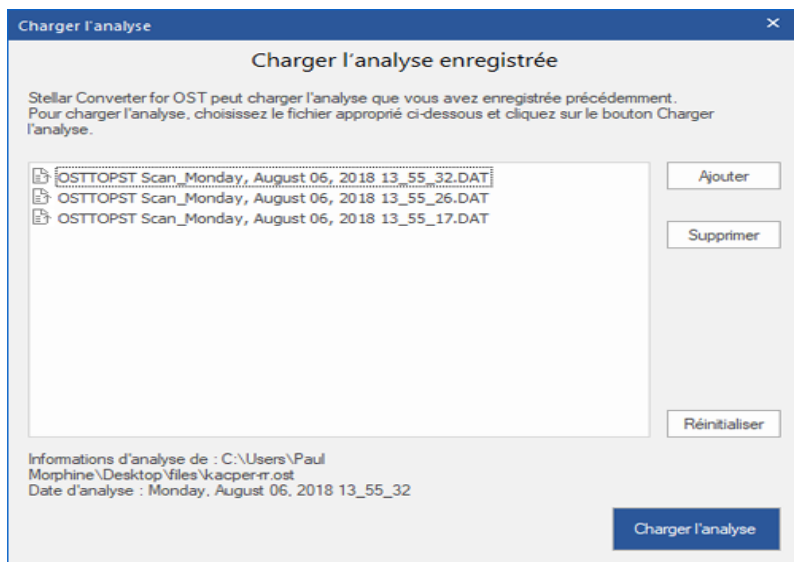 Charger l'analyse
Charger l'analyse enregistrée
Stellar Converter for OST peut charger l'analyse que vous avez enregistrée précédemment.
Pour charger l'analyse, choisissez le fichier approprié ci-dessous et cliquez sur le bouton Charger
l'analyse.
OSTTOPST Scan_Monday, August 06, 2018 13_55_32.DAT
Ajouter
OSTTOPST Scan_Monday, August 06, 2018 13_55_26.DAT
OSTTOPST Scan_Monday, August 06, 2018 13_55_17.DAT
Supprimer
Réinitialiser
Informations d'analyse de : C:\Users\Paul
Morphine\Desktop\files\kacper-rr.ost
Date d'analyse : Monday, August 06, 2018 13_55_32
Charger l'analyse